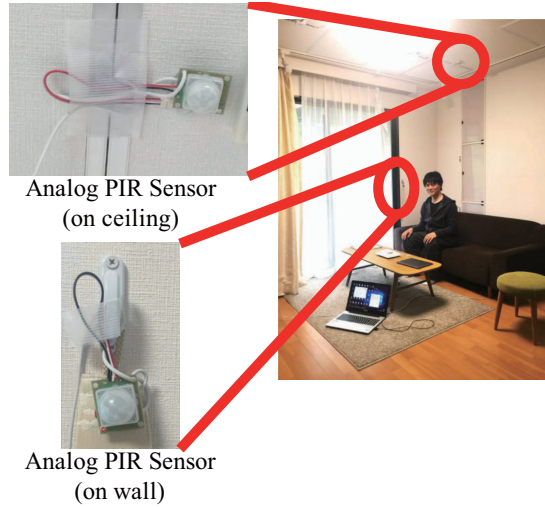 Analog PIR Sensor
(on ceiling)
Analog PIR Sensor
(on wall)